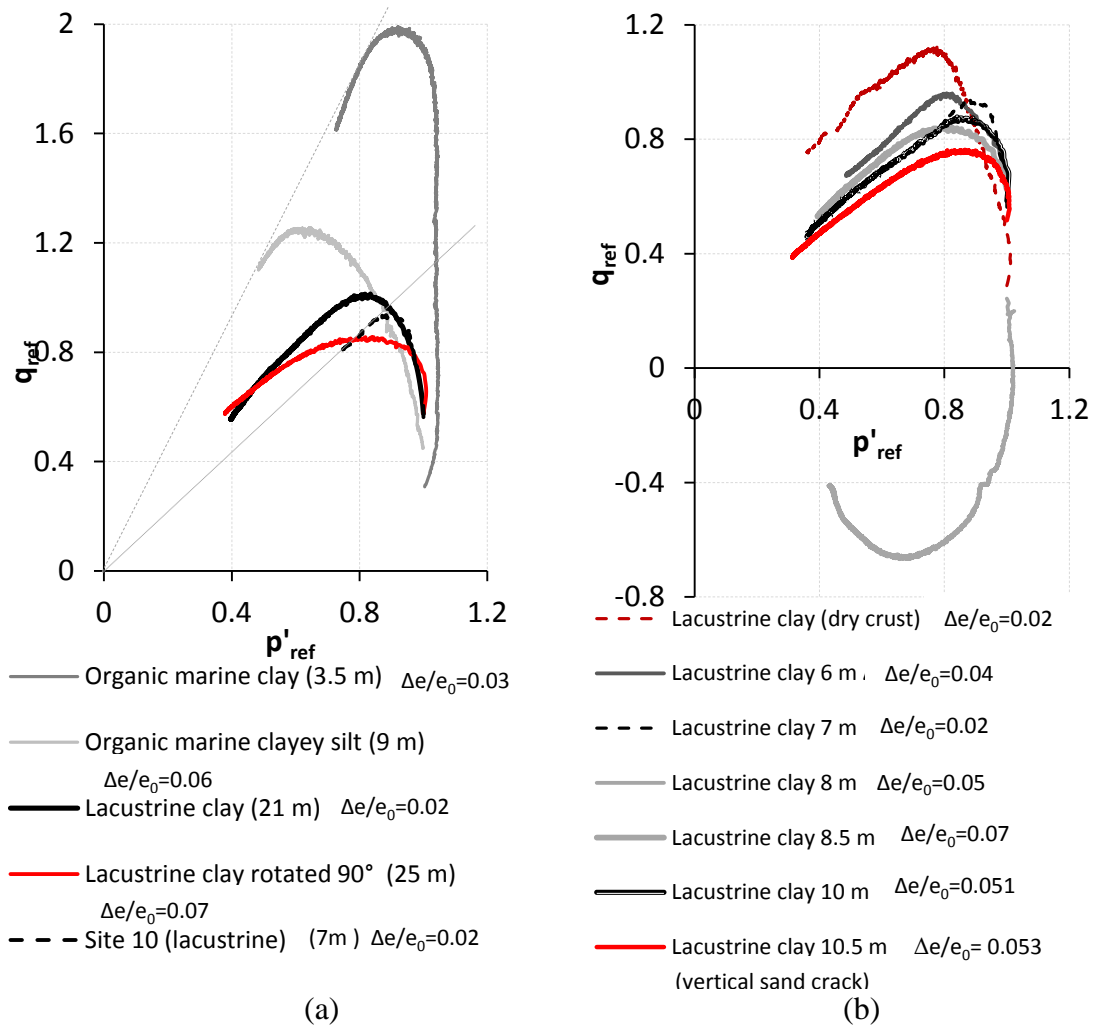 2
1.6
1.2
0.8
0.4
0
q_ref
0
0.4
0.8
1.2
p'_ref
Organic marine clay (3.5 m) Δe/e₀=0.03
Organic marine clayey silt (9 m)
Δe/e₀=0.06
Lacustrine clay (21 m) Δe/e₀=0.02
Lacustrine clay rotated 90° (25 m)
Δe/e₀=0.07
Site 10 (lacustrine) (7m ) Δe/e₀=0.02
(a)
1.2
0.8
0.4
0
-0.4
-0.8
q_ref
0
0.4
0.8
1.2
p'_ref
Lacustrine clay (dry crust) Δe/e₀=0.02
Lacustrine clay 6 m Δe/e₀=0.04
Lacustrine clay 7 m Δe/e₀=0.02
Lacustrine clay 8 m Δe/e₀=0.05
Lacustrine clay 8.5 m Δe/e₀=0.07
Lacustrine clay 10 m Δe/e₀=0.051
Lacustrine clay 10.5 m Δe/e₀= 0.053
(vertical sand crack)
(b)